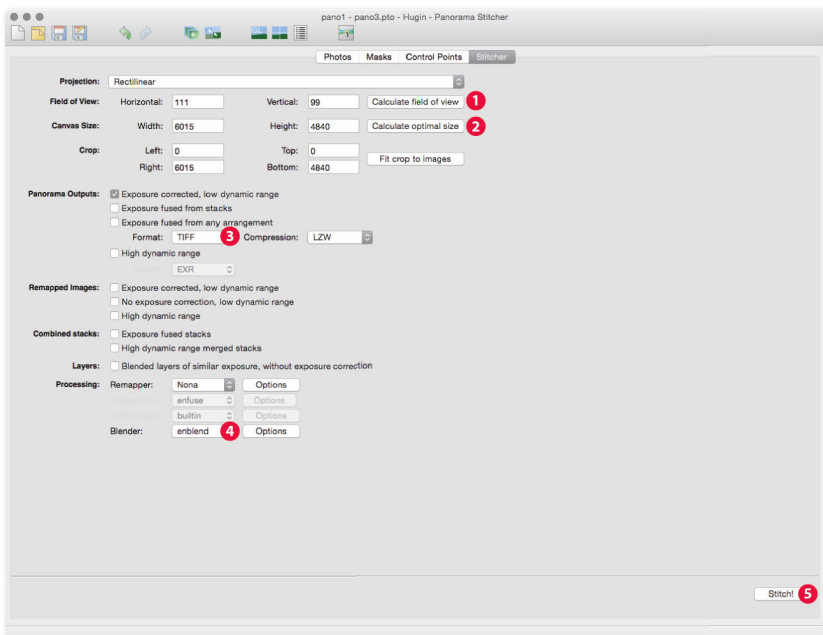 pano1 - pano3.pto - Hugin - Panorama Stitcher
GL
Photos Masks Control Points Stitcher
Projection: Rectilinear
Field of View: Horizontal: 111 Vertical: 99 Calculate field of view 1
Canvas Size: Width: 6015 Height: 4840 Calculate optimal size 2
Crop: Left: 0 Top: 0
Fit crop to images
Right: 6015 Bottom: 4840
Panorama Outputs: Exposure corrected, low dynamic range
Exposure fused from stacks
Exposure fused from any arrangement
Format: TIFF 3 Compression: LZW
High dynamic range
EXR
Remapped Images: Exposure corrected, low dynamic range
No exposure correction, low dynamic range
High dynamic range
Combined stacks: Exposure fused stacks
High dynamic range merged stacks
Layers: Blended layers of similar exposure, without exposure correction
Processing: Remapper: Nona Options
enfuse Options
builtin Options
Blender: enblend 4 Options
Stitch! 5